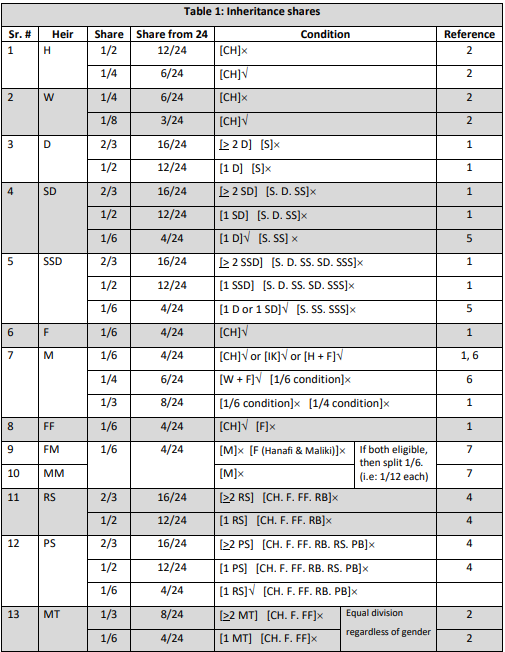 Table 1: Inheritance shares
Sr. # Heir Share Share from 24 Condition Reference
1 H 1/2 12/24 [CH]× 2
1/4 6/24 [CH]√ 2
2 W 1/4 6/24 [CH]× 2
1/8 3/24 [CH]√ 2
3 D 2/3 16/24 [≥ 2 D] [S]× 1
1/2 12/24 [1 D] [S]× 1
4 SD 2/3 16/24 [≥ 2 SD] [S. D. SS]× 1
1/2 12/24 [1 SD] [S. D. SS]× 1
1/6 4/24 [1 D]√ [S. SS] × 5
5 SSD 2/3 16/24 [≥ 2 SSD] [S. D. SS. SD. SSS]× 1
1/2 12/24 [1 SSD] [S. D. SS. SD. SSS]× 1
1/6 4/24 [1 D or 1 SD]√ [S. SS. SSS]× 5
6 F 1/6 4/24 [CH]√ 1
7 M 1/6 4/24 [CH]√ or [IK]√ or [H + F]√ 1, 6
1/4 6/24 [W + F]√ [1/6 condition]× 6
1/3 8/24 [1/6 condition]× [1/4 condition]× 1
8 FF 1/6 4/24 [CH]√ [F]× 1
9 FM 1/6 4/24 [M]× [F (Hanafi & Maliki)]× If both eligible, 7
then split 1/6.
10 MM [M]× (i.e: 1/12 each) 7
11 RS 2/3 16/24 [≥2 RS] [CH. F. FF. RB]× 4
1/2 12/24 [1 RS] [CH. F. FF. RB]× 4
12 PS 2/3 16/24 [≥2 PS] [CH. F. FF. RB. RS. PB]× 4
1/2 12/24 [1 PS] [CH. F. FF. RB. RS. PB]× 4
1/6 4/24 [1 RS]√ [CH. F. FF. RB. PB]×
13 MT 1/3 8/24 [≥2 MT] [CH. F. FF]× Equal division 2
regardless of gender
1/6 4/24 [1 MT] [CH. F. FF]× 2